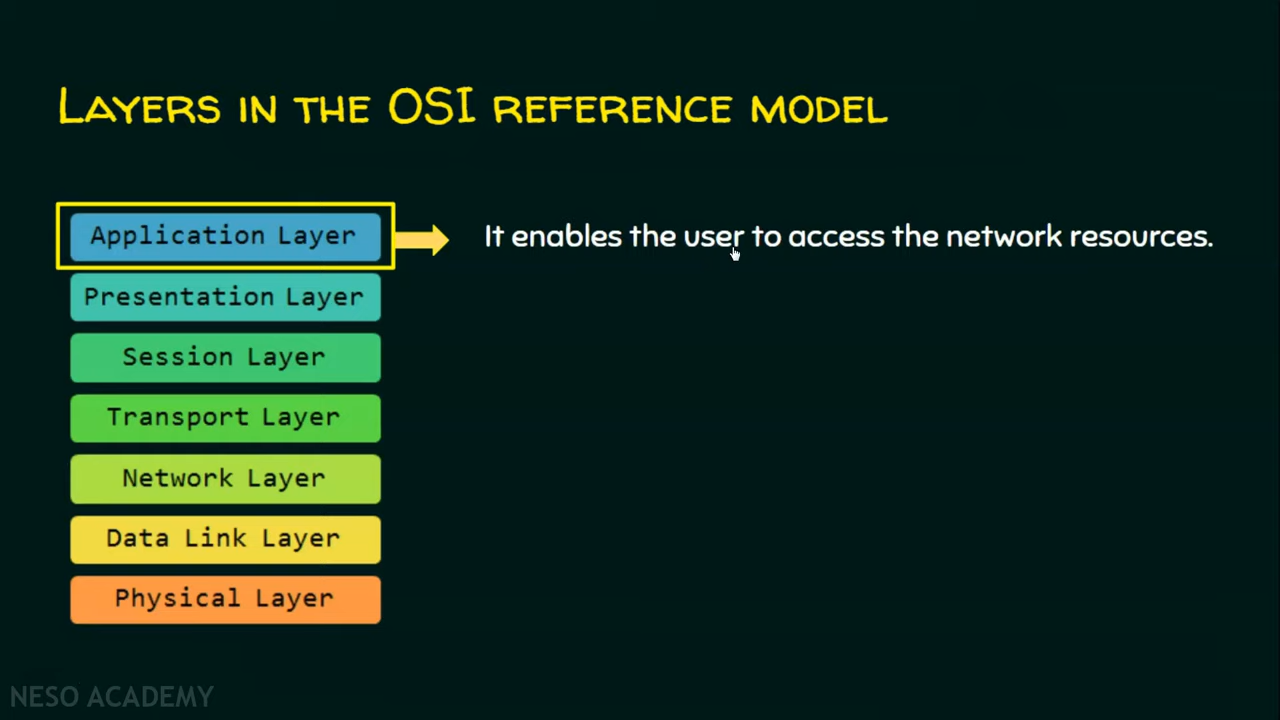 Layers in the OSI reference model
Application Layer
It enables the user to access the network resources.
Presentation Layer
Session Layer
Transport Layer
Network Layer
Data Link Layer
Physical Layer
NESO ACADEMY